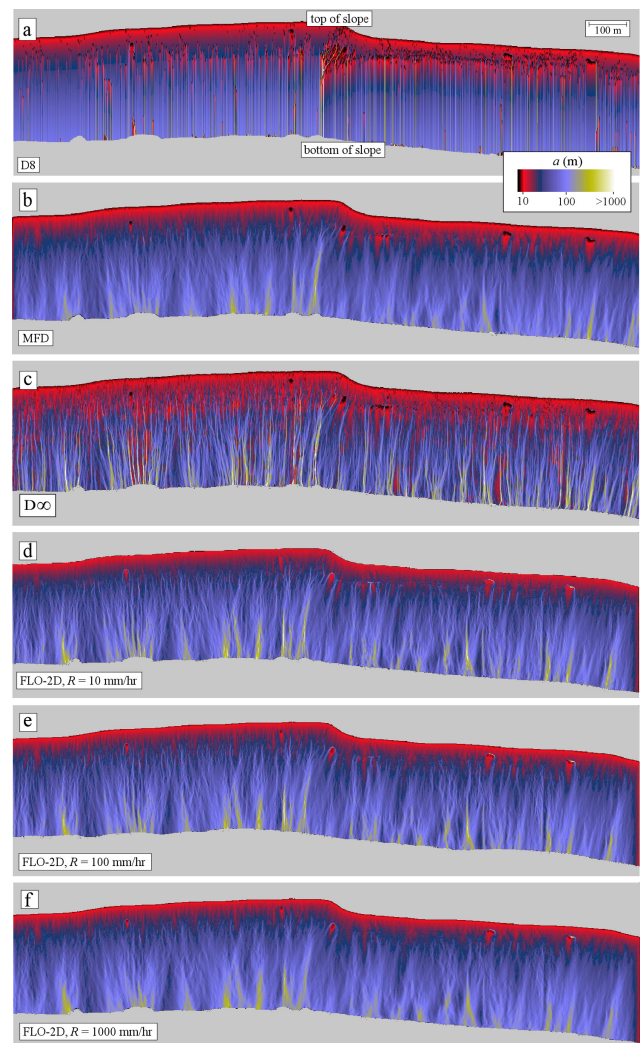 a
top of slope
100 m
bottom of slope
D8
a (m)
10 100 >1000
b
MFD
c
D∞
d
FLO-2D, R = 10 mm/hr
e
FLO-2D, R = 100 mm/hr
f
FLO-2D, R = 1000 mm/hr